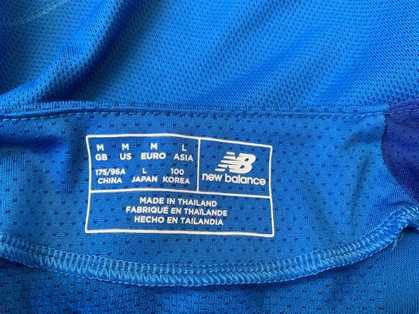 M M M L
GB US EURO ASIA
175/96A L 100
CHINA JAPAN KOREA
NB
new balance
MADE IN THAILAND
FABRIQUÉ EN THAÏLANDE
HECHO EN TAILANDIA